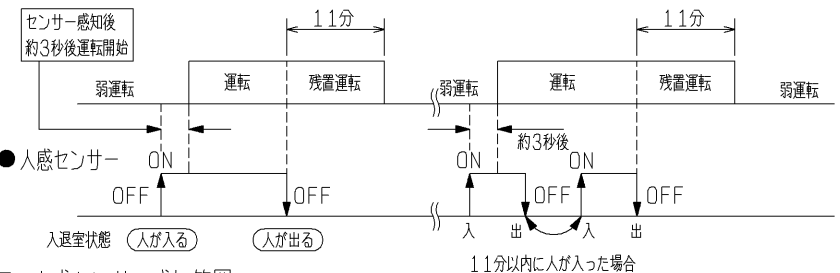 センサー感知後
約3秒後運転開始
11分
11分
弱運転
運転
残置運転
弱運転
運転
残置運転
弱運転
約3秒後
●人感センサー
ON
OFF
OFF
ON
OFF
ON
OFF
入退室状態
人が入る
人が出る
入
出
入
出
11分以内に人が入った場合